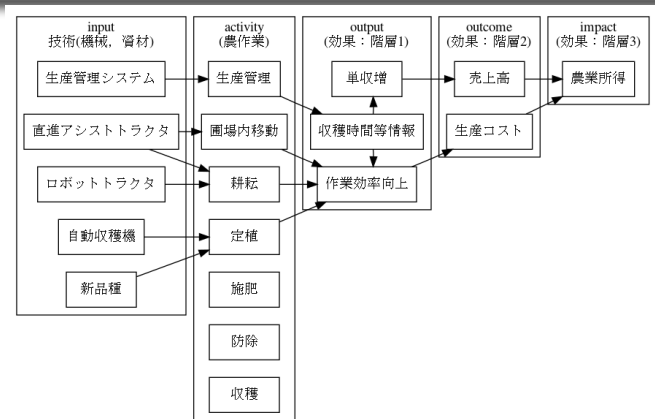 input
技術(機械，資材)
生産管理システム
直進アシストトラクタ
ロボットトラクタ
自動収穫機
新品種
activity
(農作業)
生産管理
圃場内移動
耕耘
定植
施肥
防除
収穫
output
(効果：階層1)
単収増
収穫時間等情報
作業効率向上
outcome
(効果：階層2)
売上高
生産コスト
impact
(効果：階層3)
農業所得